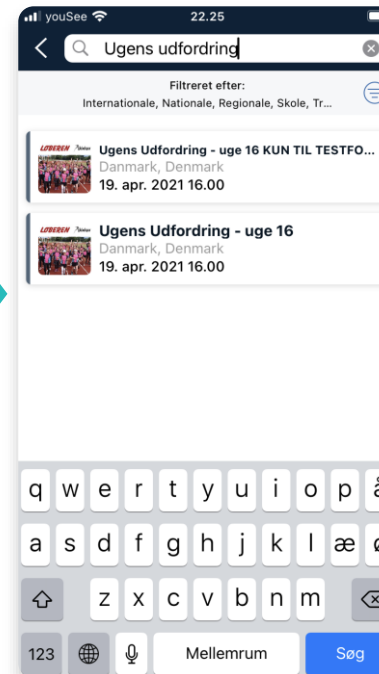 youSee 22.25
Ugens udfordring
Filtreret efter:
Internationale, Nationale, Regionale, Skole, Tr...
LØBEREN
Ugens Udfordring - uge 16 KUN TIL TESTFO...
Danmark, Denmark
19. apr. 2021 16.00
LØBEREN
Ugens Udfordring - uge 16
Danmark, Denmark
19. apr. 2021 16.00
q w e r t y u i o p å
a s d f g h j k l æ ø
z x c v b n m
123 Mellemrum Søg